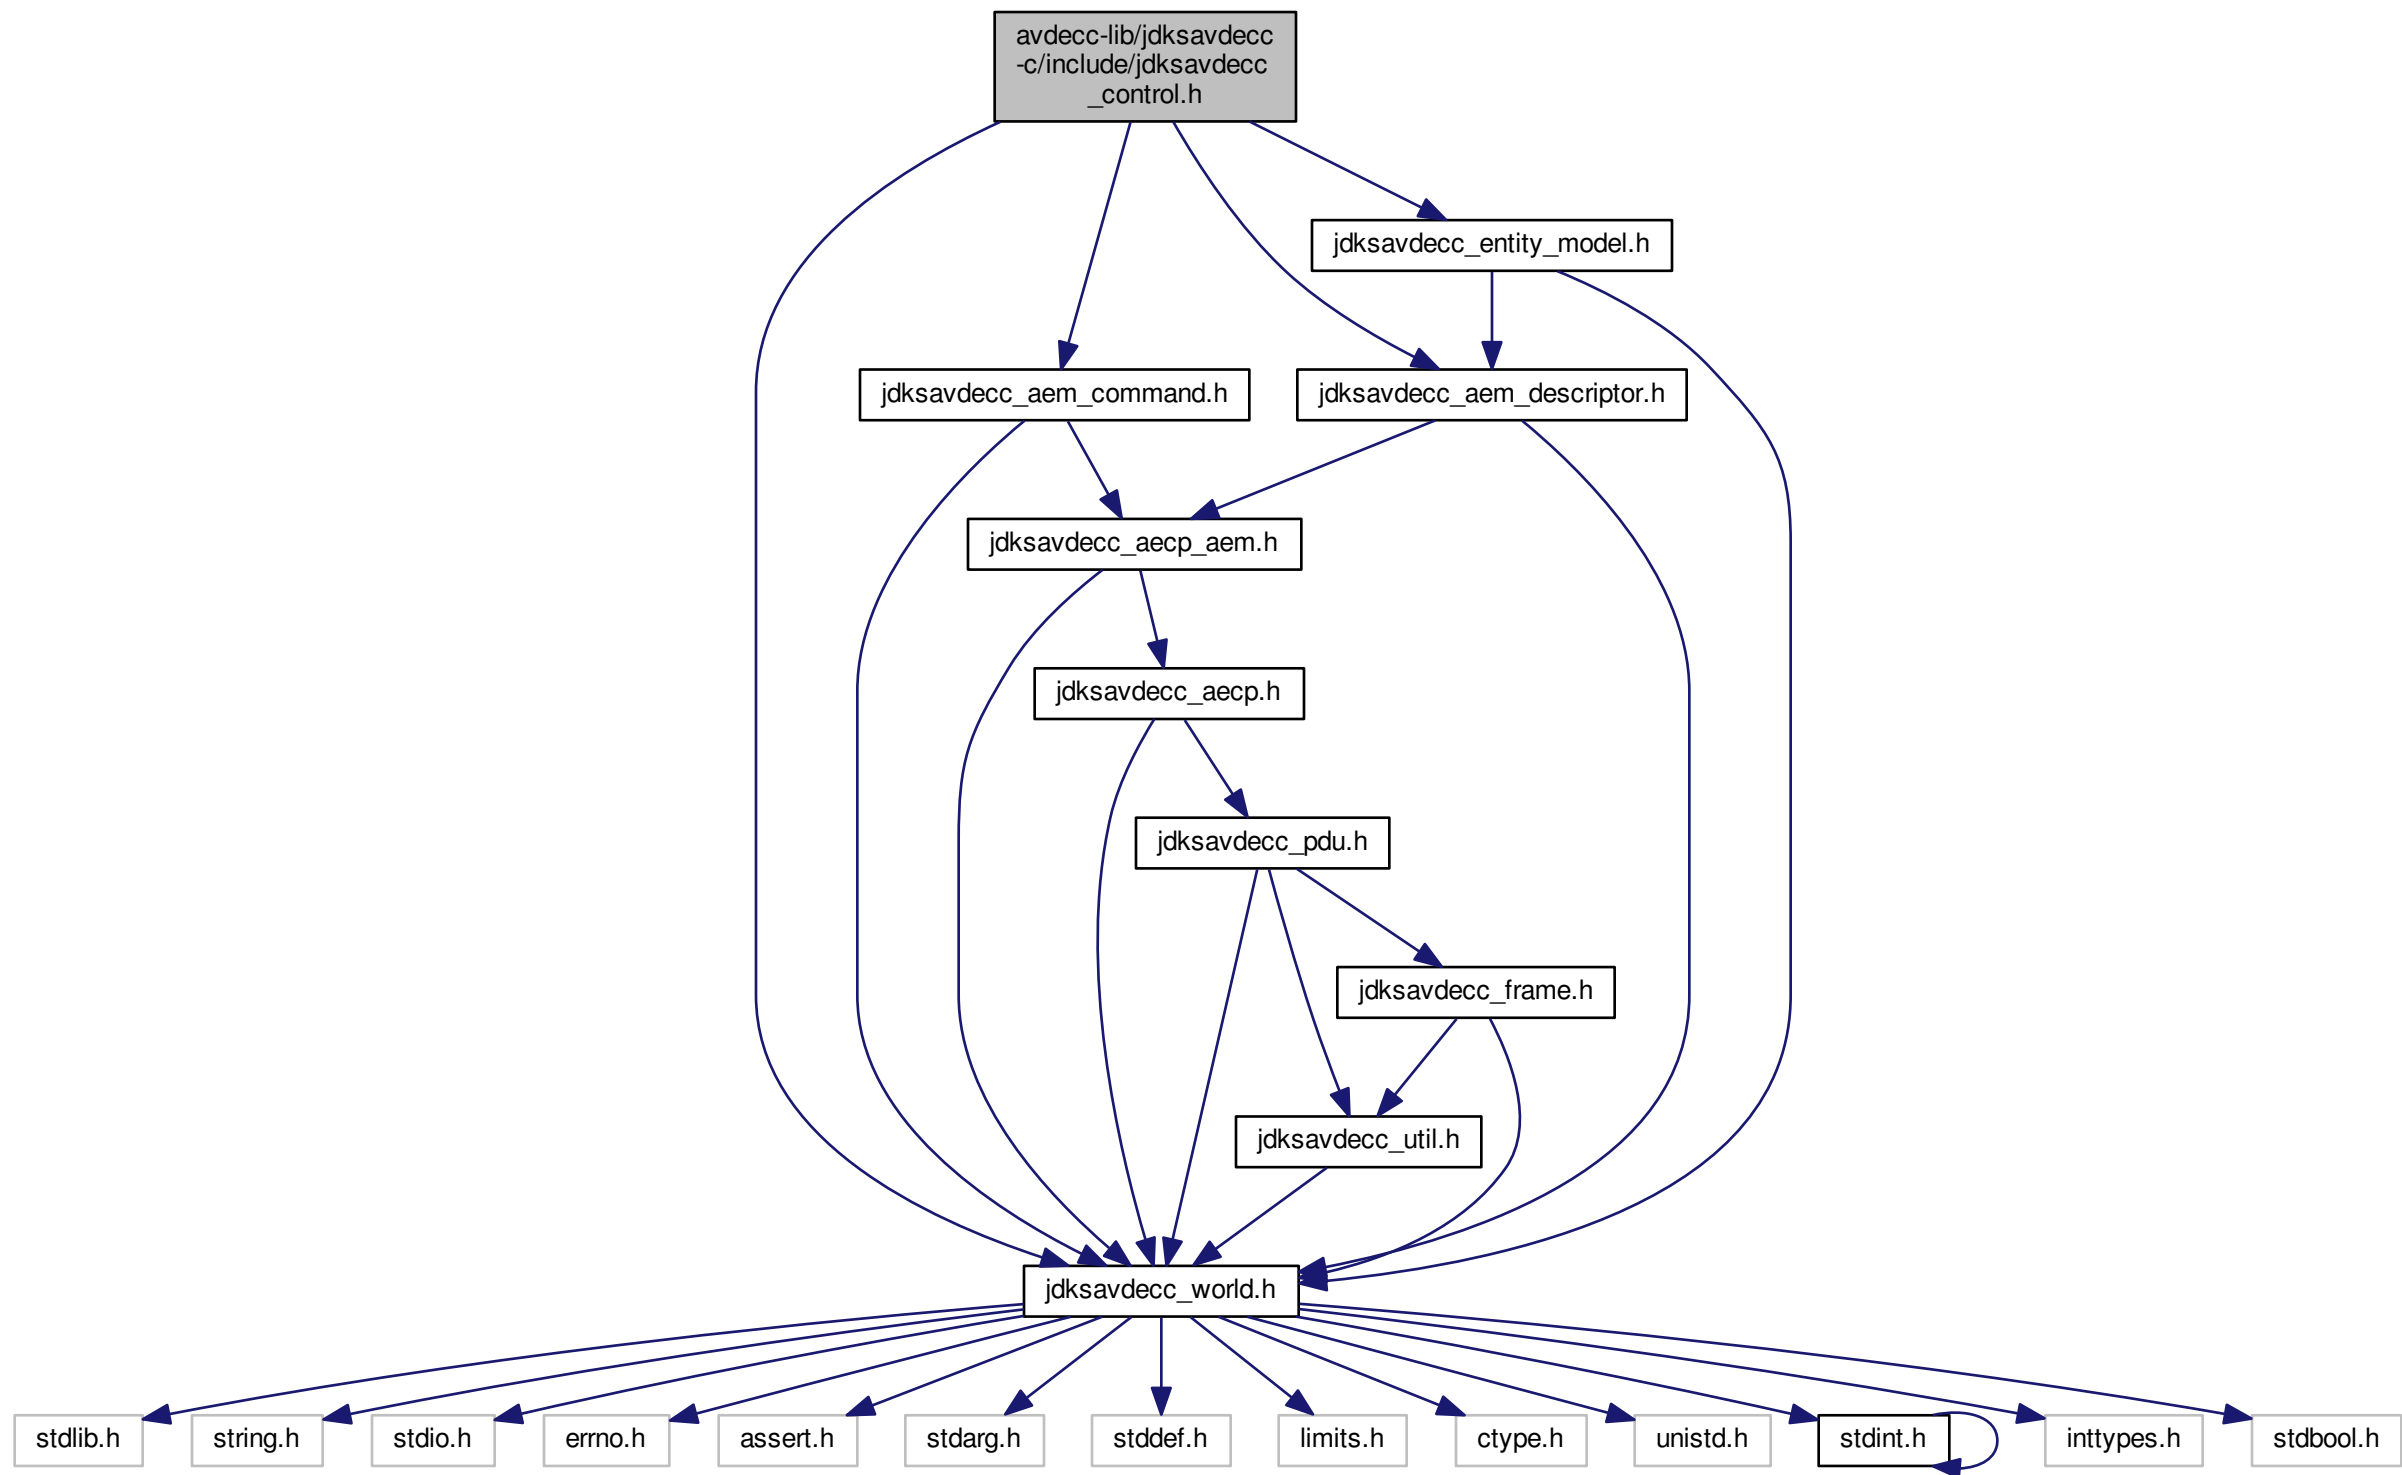 avdecc-lib/jdksavdecc
-c/include/jdksavdecc
_control.h
jdksavdecc_entity_model.h
jdksavdecc_aem_command.h
jdksavdecc_aem_descriptor.h
jdksavdecc_aecp_aem.h
jdksavdecc_aecp.h
jdksavdecc_pdu.h
jdksavdecc_frame.h
jdksavdecc_util.h
jdksavdecc_world.h
stdlib.h
string.h
stdio.h
errno.h
assert.h
stdarg.h
stddef.h
limits.h
ctype.h
unistd.h
stdint.h
inttypes.h
stdbool.h